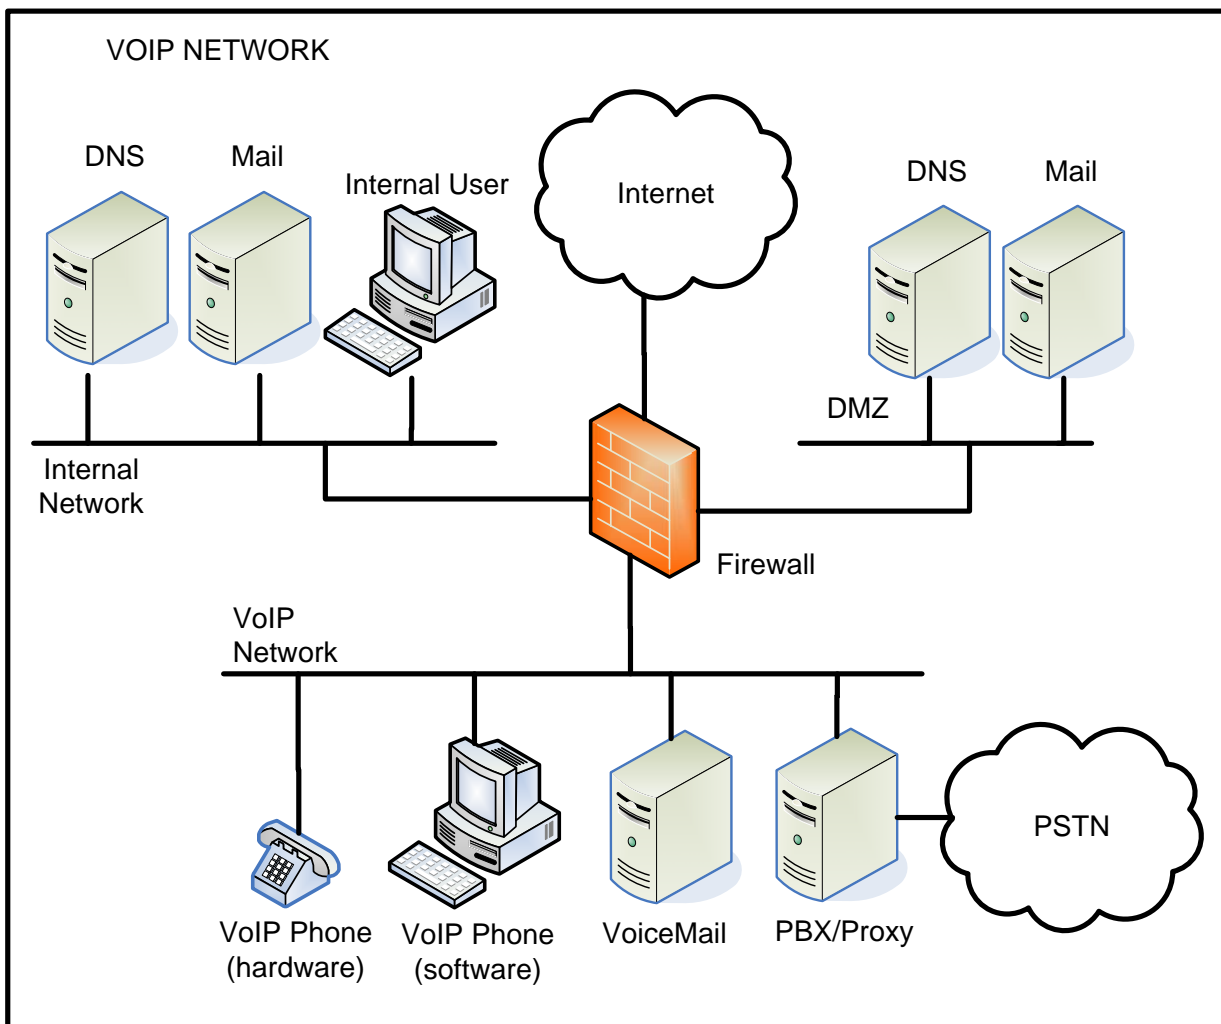 VOIP NETWORK
DNS
Mail
Internal User
Internet
DNS
Mail
DMZ
Internal
Network
Firewall
VoIP
Network
PSTN
VoIP Phone
(hardware)
VoIP Phone
(software)
VoiceMail
PBX/Proxy